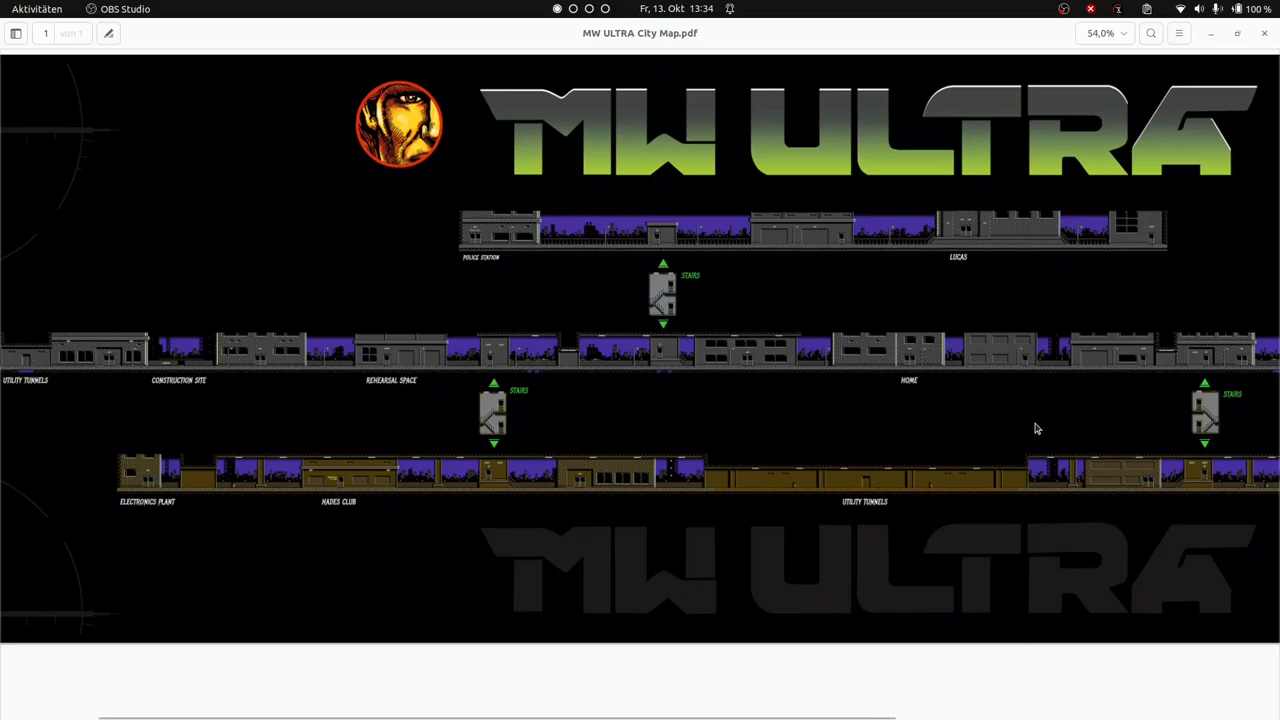 Aktivitäten OBS Studio Fr, 13. Okt 13:34 100 %
1 von 1 MW ULTRA City Map.pdf 54,0%
MW ULTRA
POLICE STATION LUCAS
STAIRS
UTILITY TUNNELS CONSTRUCTION SITE REHEARSAL SPACE HOME
STAIRS STAIRS
ELECTRONICS PLANT HADES CLUB UTILITY TUNNELS
MW ULTRA